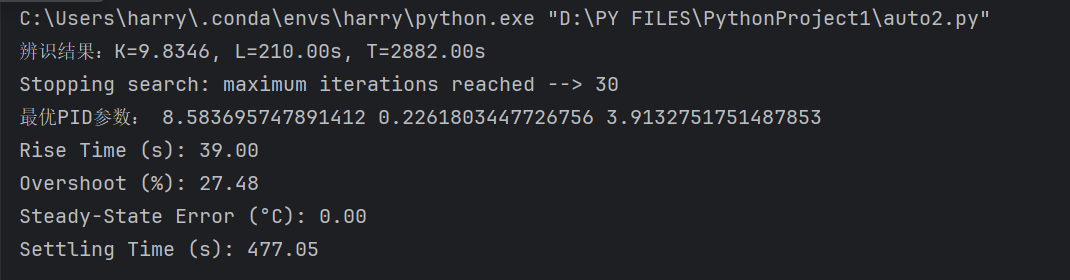 C:\Users\harry\.conda\envs\harry\python.exe "D:\PY FILES\PythonProject1\auto2.py"
辨识结果：K=9.8346, L=210.00s, T=2882.00s
Stopping search: maximum iterations reached --> 30
最优PID参数： 8.583695747891412 0.2261803447726756 3.9132751751487853
Rise Time (s): 39.00
Overshoot (%): 27.48
Steady-State Error (°C): 0.00
Settling Time (s): 477.05